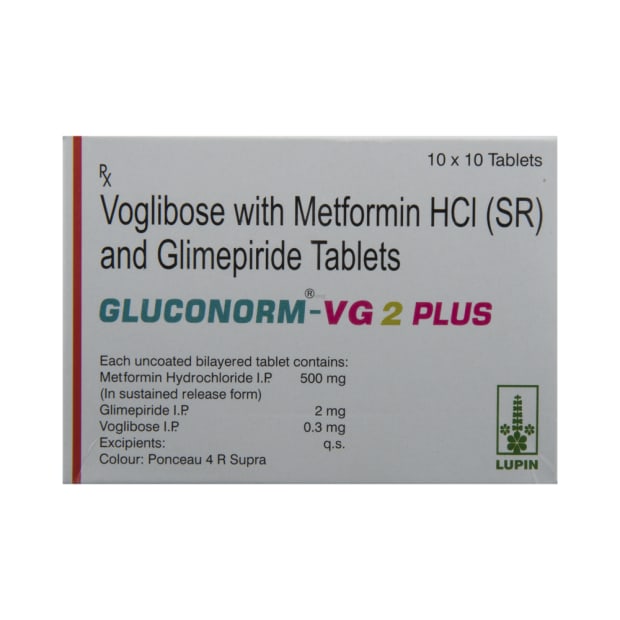 Rx
10 x 10 Tablets
Voglibose with Metformin HCl (SR)
and Glimepiride Tablets
GLUCONORM®-VG 2 PLUS
Each uncoated bilayered tablet contains:
Metformin Hydrochloride I.P. 500 mg
(In sustained release form)
Glimepiride I.P. 2 mg
Voglibose I.P. 0.3 mg
Excipients: q.s.
Colour: Ponceau 4 R Supra
LUPIN